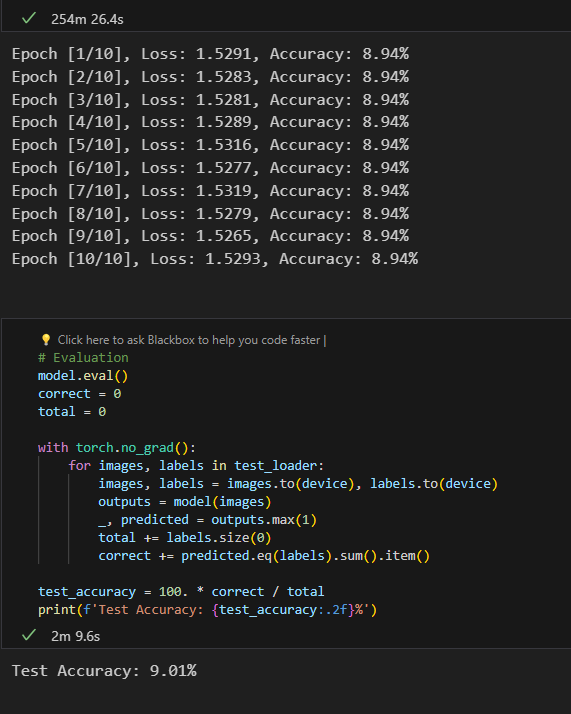 254m 26.4s
Epoch [1/10], Loss: 1.5291, Accuracy: 8.94%
Epoch [2/10], Loss: 1.5283, Accuracy: 8.94%
Epoch [3/10], Loss: 1.5281, Accuracy: 8.94%
Epoch [4/10], Loss: 1.5289, Accuracy: 8.94%
Epoch [5/10], Loss: 1.5316, Accuracy: 8.94%
Epoch [6/10], Loss: 1.5277, Accuracy: 8.94%
Epoch [7/10], Loss: 1.5319, Accuracy: 8.94%
Epoch [8/10], Loss: 1.5279, Accuracy: 8.94%
Epoch [9/10], Loss: 1.5265, Accuracy: 8.94%
Epoch [10/10], Loss: 1.5293, Accuracy: 8.94%
Click here to ask Blackbox to help you code faster |
# Evaluation
model.eval()
correct = 0
total = 0
with torch.no_grad():
    for images, labels in test_loader:
        images, labels = images.to(device), labels.to(device)
        outputs = model(images)
        _, predicted = outputs.max(1)
        total += labels.size(0)
        correct += predicted.eq(labels).sum().item()
test_accuracy = 100. * correct / total
print(f'Test Accuracy: {test_accuracy:.2f}%')
2m 9.6s
Test Accuracy: 9.01%